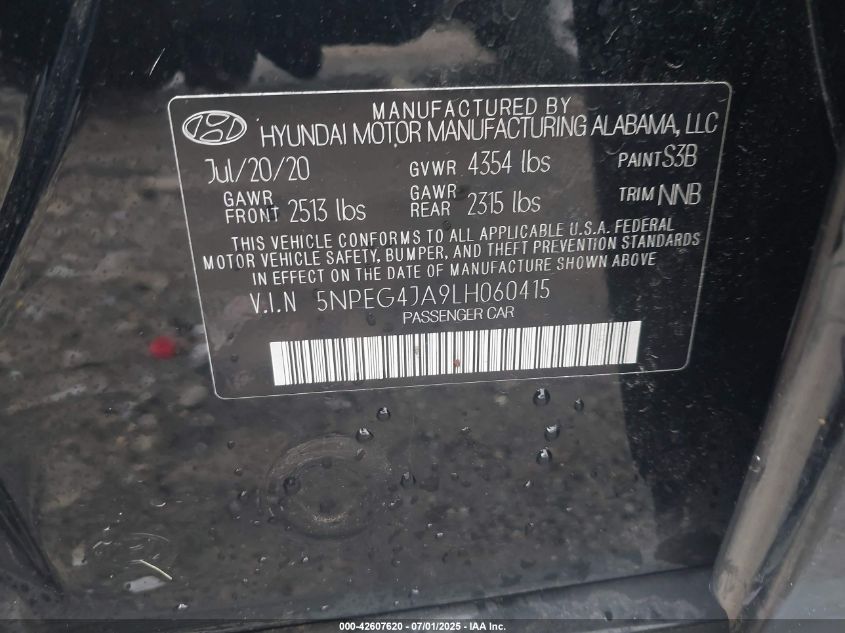 MANUFACTURED BY
HYUNDAI MOTOR MANUFACTURING ALABAMA, LLC
Jul/20/20 GVWR 4354 lbs PAINT S3B
GAWR FRONT 2513 lbs GAWR REAR 2315 lbs TRIM NNB
THIS VEHICLE CONFORMS TO ALL APPLICABLE U.S.A. FEDERAL
MOTOR VEHICLE SAFETY, BUMPER, AND THEFT PREVENTION STANDARDS
IN EFFECT ON THE DATE OF MANUFACTURE SHOWN ABOVE
V.I.N 5NPEG4JA9LH060415
PASSENGER CAR
000-42607620 - 07/01/2025 - IAA Inc.